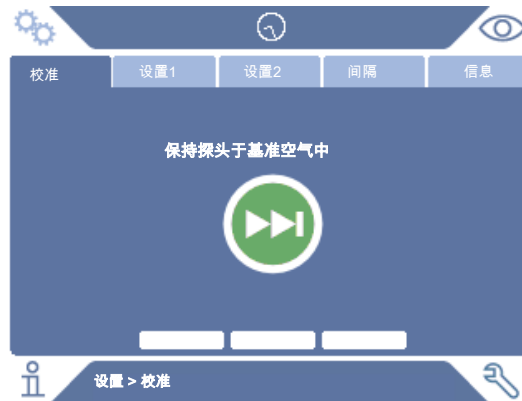 校准 设置1 设置2 间隔 信息
保持探头于基准空气中
设置 > 校准